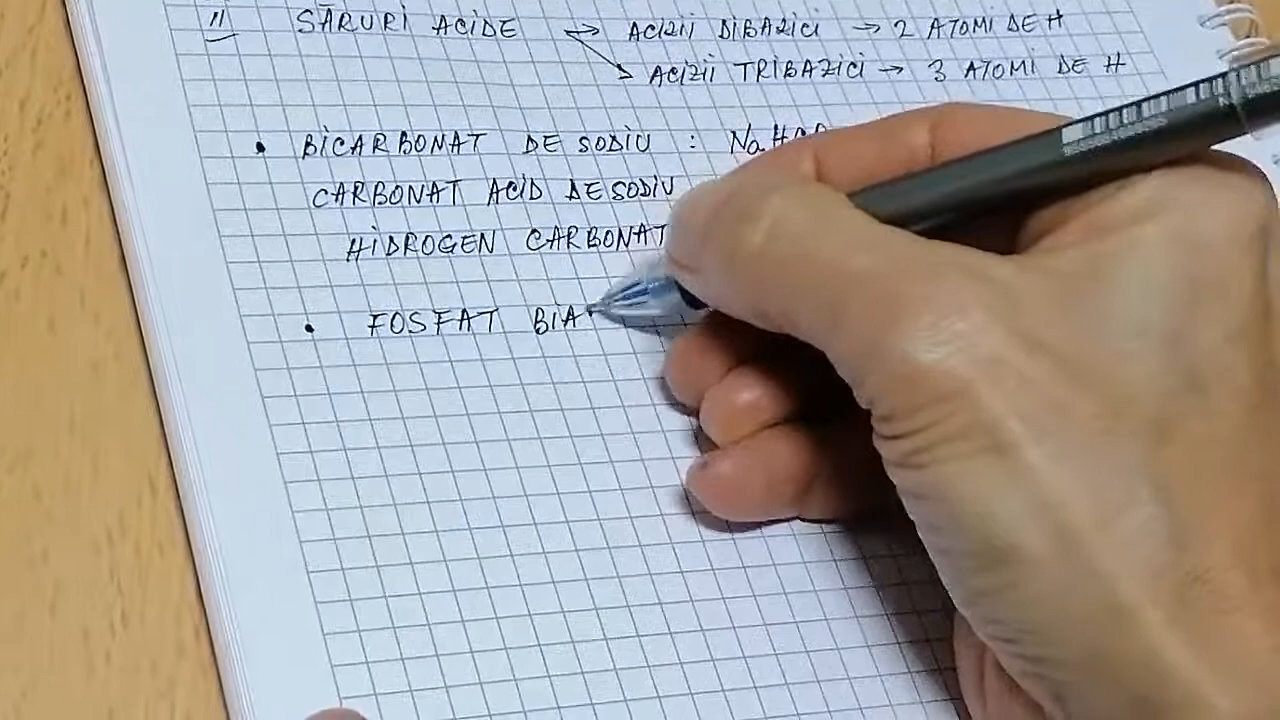 II SĂRURI ACIDE → ACIZII DIBAZICI → 2 ATOMI DE H
→ ACIZII TRIBAZICI → 3 ATOMI DE H
• BICARBONAT DE SODIU :
CARBONAT ACID DE SODIU
HIDROGEN CARBONAT
• FOSFAT BIA